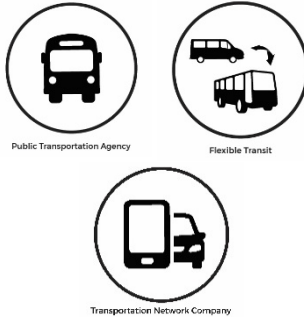 Public Transportation Agency
Flexible Transit
Transportation Network Company